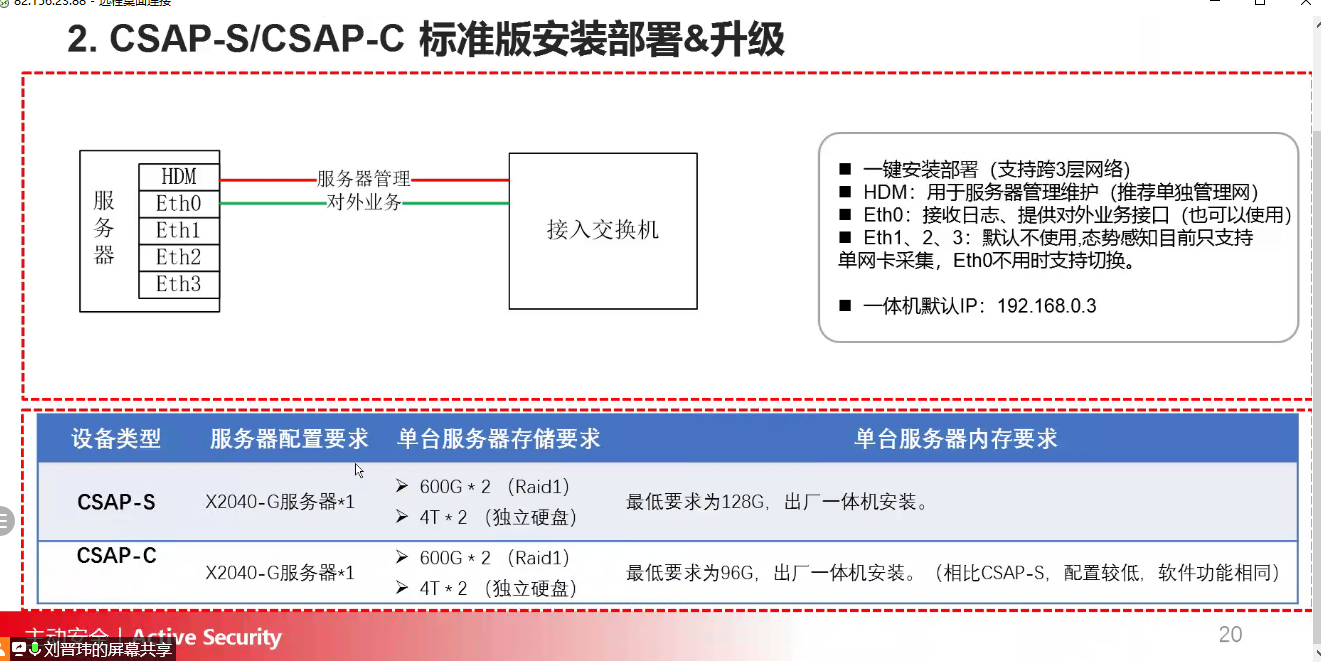 82.156.23.88 - 远程桌面连接
2. CSAP-S/CSAP-C 标准版安装部署&升级
服务器
HDM
Eth0
Eth1
Eth2
Eth3
服务器管理
对外业务
接入交换机
■ 一键安装部署（支持跨3层网络）
■ HDM：用于服务器管理维护（推荐单独管理网）
■ Eth0：接收日志、提供对外业务接口（也可以使用）
■ Eth1、2、3：默认不使用,态势感知目前只支持
单网卡采集，Eth0不用时支持切换。
■ 一体机默认IP：192.168.0.3
设备类型 服务器配置要求 单台服务器存储要求 单台服务器内存要求
CSAP-S
X2040-G服务器*1
➢ 600G * 2 （Raid1）
➢ 4T * 2 （独立硬盘）
最低要求为128G，出厂一体机安装。
CSAP-C
X2040-G服务器*1
➢ 600G * 2 （Raid1）
➢ 4T * 2 （独立硬盘）
最低要求为96G，出厂一体机安装。（相比CSAP-S，配置较低，软件功能相同）
主动安全 | Active Security
20
刘晋玮的屏幕共享